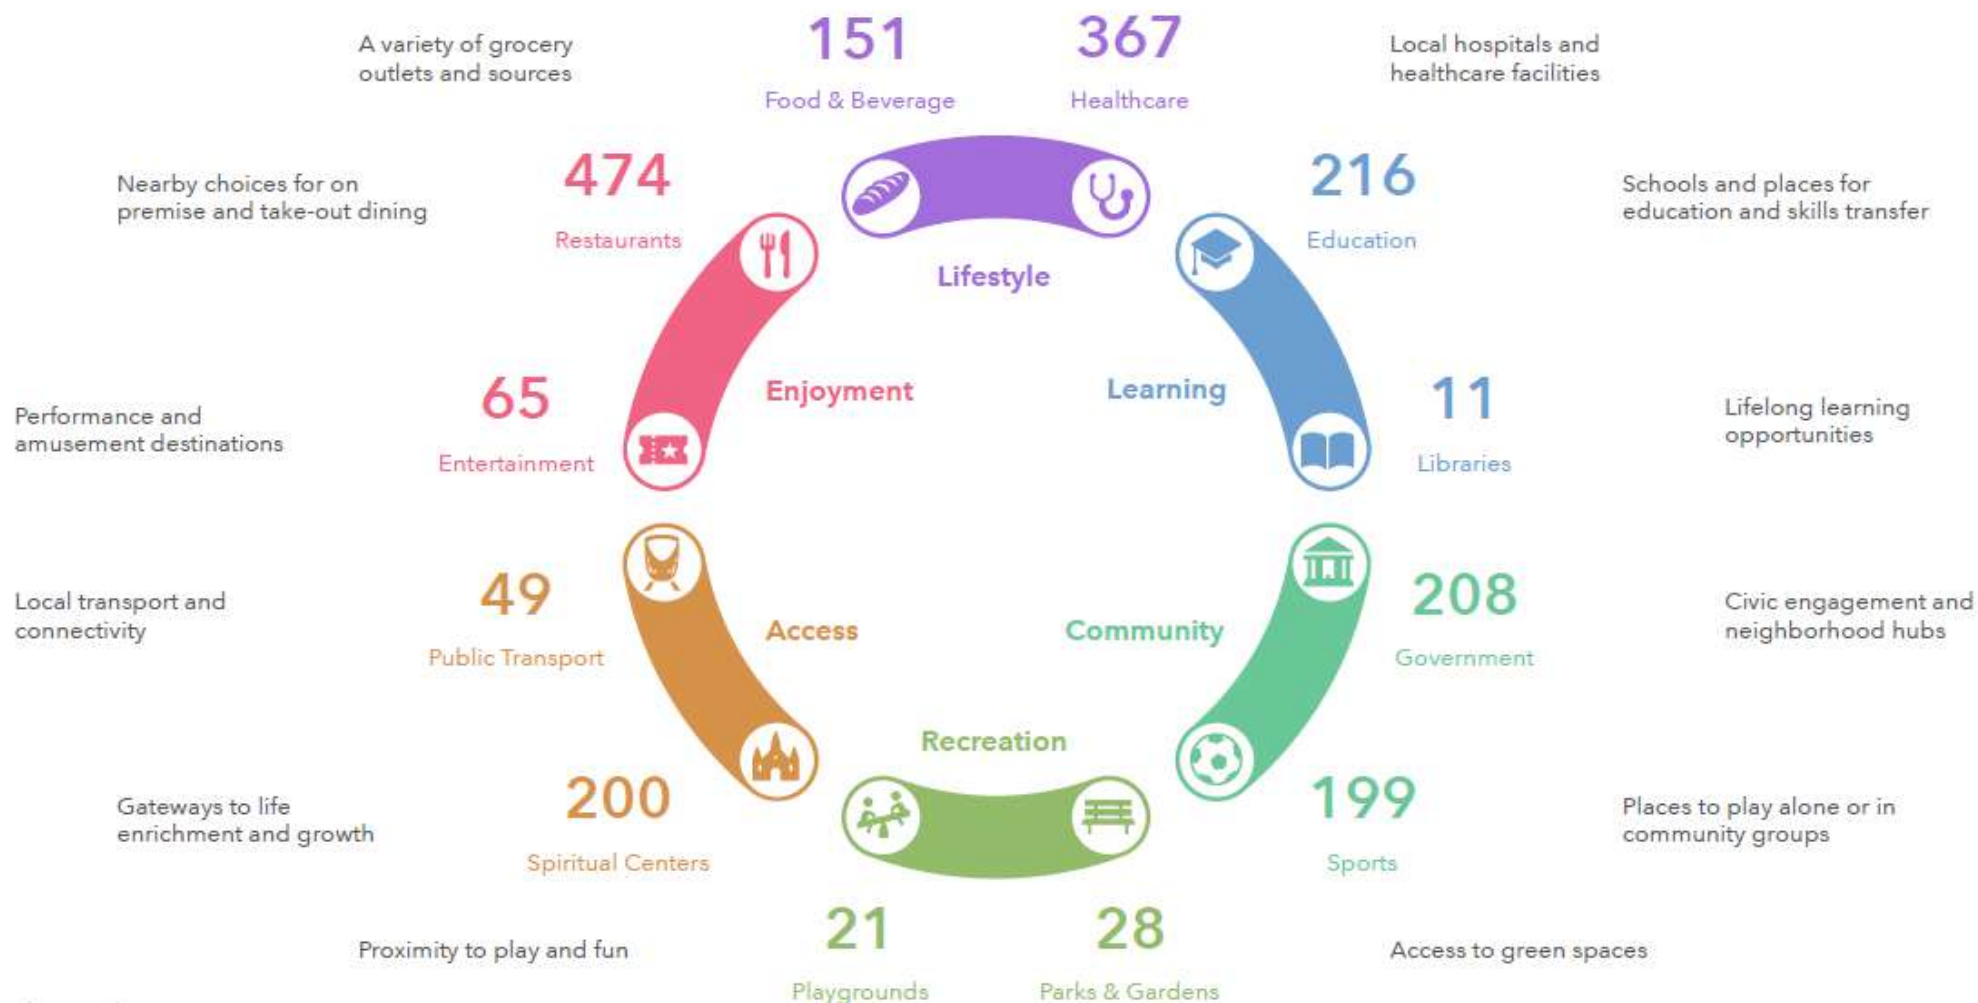 151
367
A variety of grocery
outlets and sources
Local hospitals and
healthcare facilities
Food & Beverage
Healthcare
474
216
Nearby choices for on
premise and take-out dining
Schools and places for
education and skills transfer
Restaurants
Education
Lifestyle
65
Enjoyment
Learning
11
Performance and
amusement destinations
Lifelong learning
opportunities
Entertainment
Libraries
49
208
Local transport and
connectivity
Access
Community
Civic engagement and
neighborhood hubs
Public Transport
Government
Recreation
200
199
Gateways to life
enrichment and growth
Places to play alone or in
community groups
Spiritual Centers
Sports
21
28
Proximity to play and fun
Access to green spaces
Playgrounds
Parks & Gardens